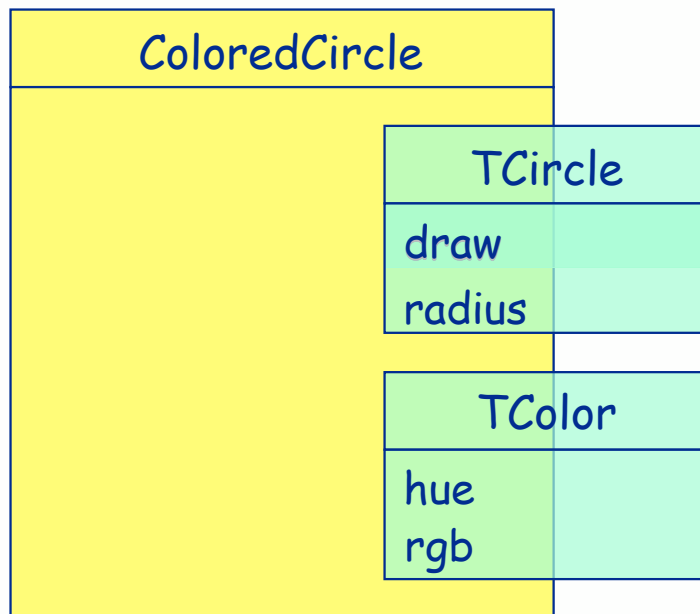 ColoredCircle
TCircle
draw
radius
TColor
hue
rgb